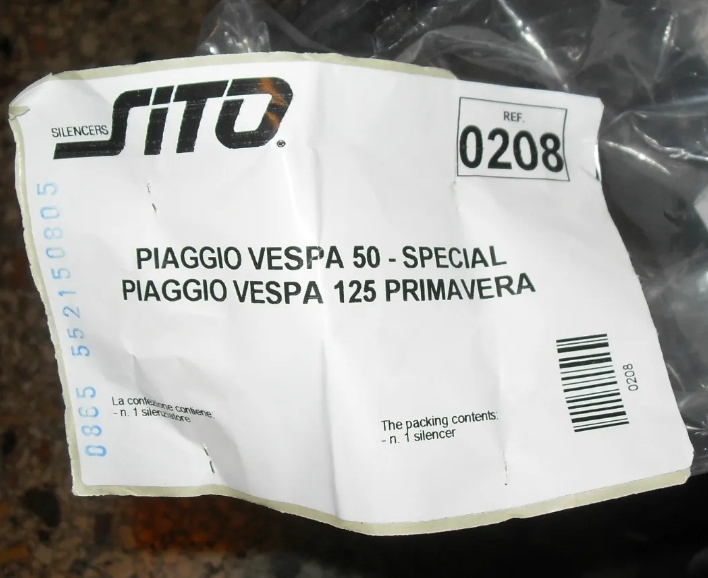 SILENCERS SITO®
REF.
0208
PIAGGIO VESPA 50 - SPECIAL
PIAGGIO VESPA 125 PRIMAVERA
La confezione contiene:
- n. 1 silenziatore
The packing contents:
- n. 1 silencer
0208
0865 552150805